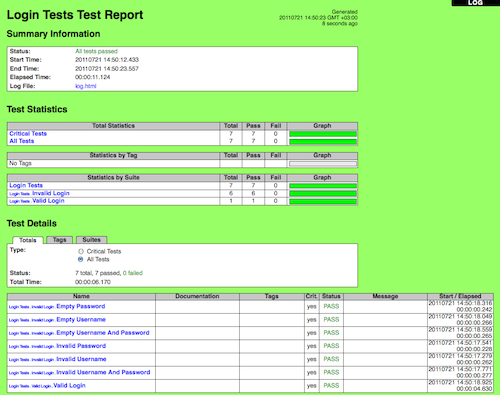 LOG
Login Tests Test Report
Generated
20110721 14:50:23 GMT +03:00
8 seconds ago
Summary Information
Status: All tests passed
Start Time: 20110721 14:50:12.433
End Time: 20110721 14:50:23.557
Elapsed Time: 00:00:11.124
Log File: log.html
Test Statistics
Total Statistics Total Pass Fail Graph
Critical Tests 7 7 0
All Tests 7 7 0
Statistics by Tag Total Pass Fail Graph
No Tags
Statistics by Suite Total Pass Fail Graph
Login Tests 7 7 0
Login Tests . Invalid Login 6 6 0
Login Tests . Valid Login 1 1 0
Test Details
Totals Tags Suites
Type: Critical Tests
All Tests
Status: 7 total, 7 passed, 0 failed
Total Time: 00:00:06.170
Name Documentation Tags Crit. Status Message Start / Elapsed
Login Tests . Invalid Login . Empty Password yes PASS 20110721 14:50:18.316
00:00:00.242
Login Tests . Invalid Login . Empty Username yes PASS 20110721 14:50:18.049
00:00:00.266
Login Tests . Invalid Login . Empty Username And Password yes PASS 20110721 14:50:18.559
00:00:00.265
Login Tests . Invalid Login . Invalid Password yes PASS 20110721 14:50:17.541
00:00:00.228
Login Tests . Invalid Login . Invalid Username yes PASS 20110721 14:50:17.279
00:00:00.262
Login Tests . Invalid Login . Invalid Username And Password yes PASS 20110721 14:50:17.771
00:00:00.277
Login Tests . Valid Login . Valid Login yes PASS 20110721 14:50:18.925
00:00:04.630